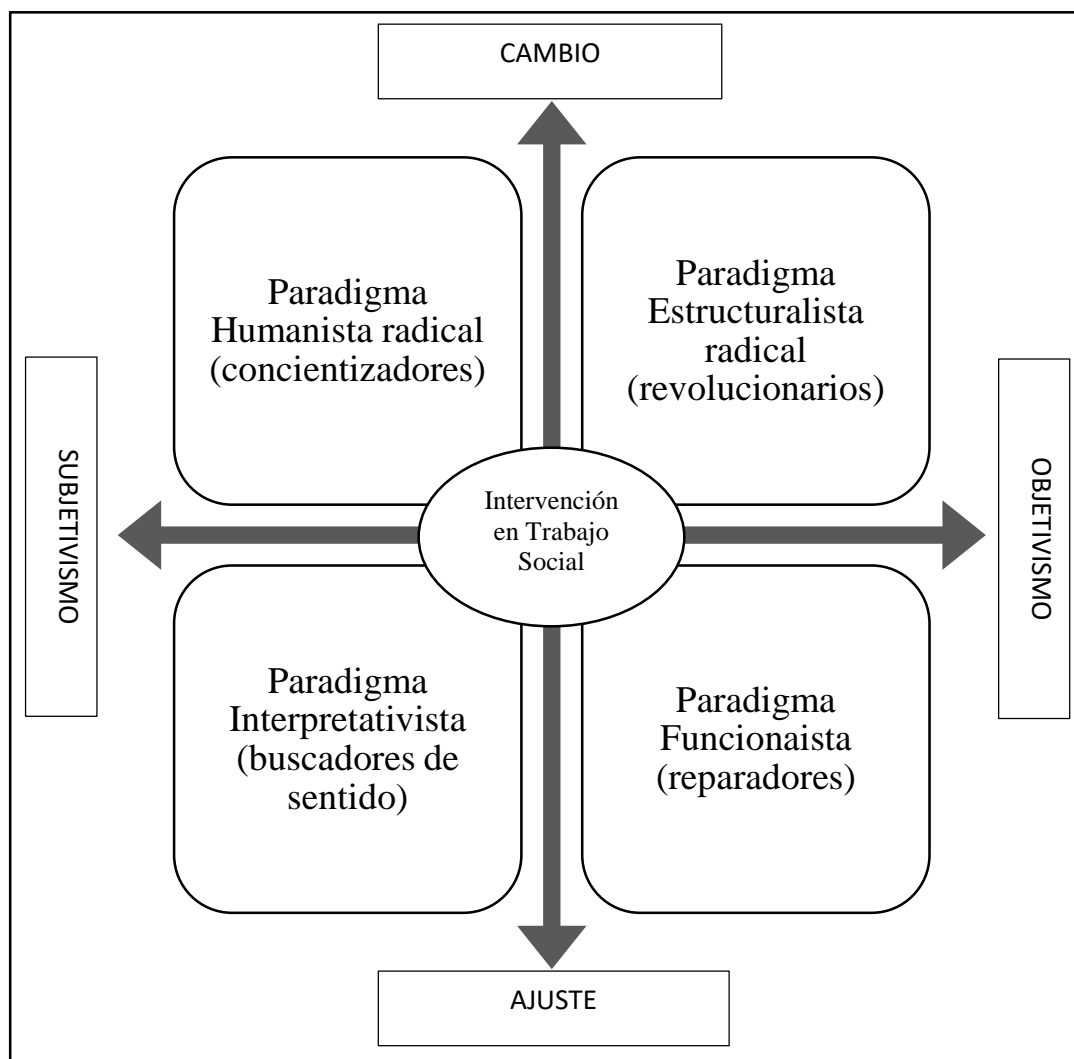 CAMBIO
Paradigma
Humanista radical
(concientizadores)
Paradigma
Estructuralista
radical
(revolucionarios)
SUBJETIVISMO
Intervención
en Trabajo
Social
OBJETIVISMO
Paradigma
Interpretativista
(buscadores de
sentido)
Paradigma
Funcionaista
(reparadores)
AJUSTE